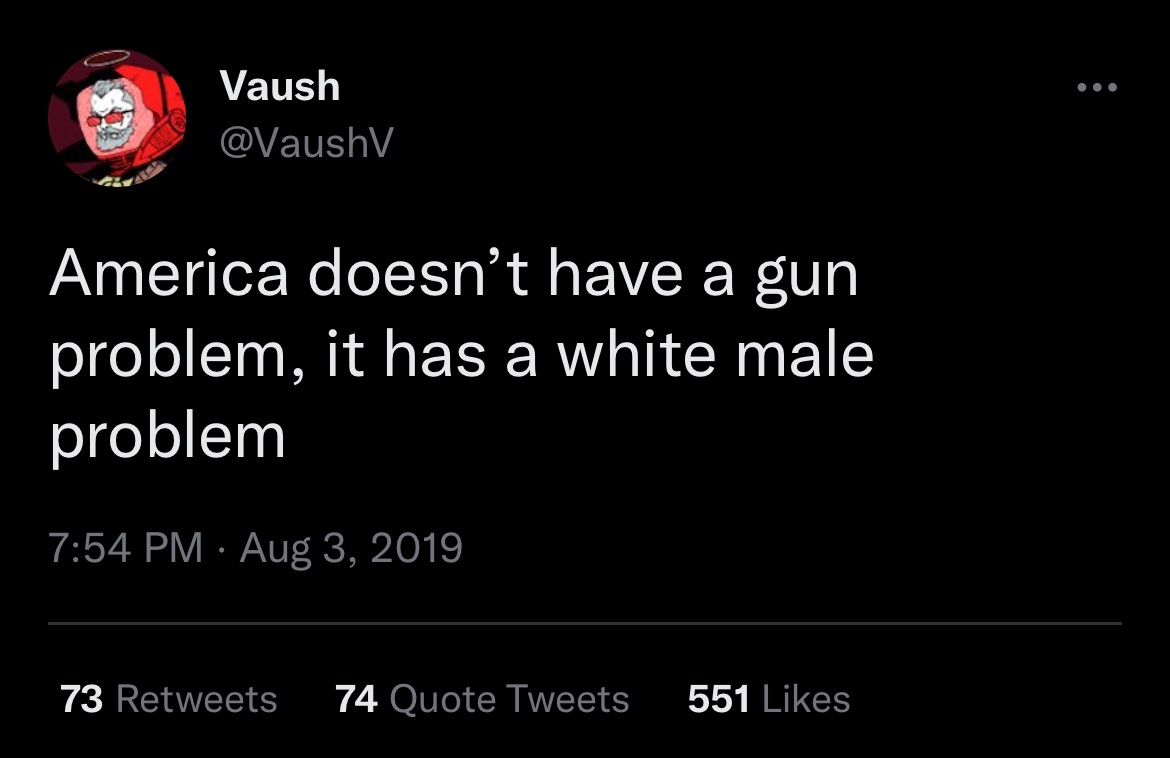 Vaush
@VaushV
America doesn’t have a gun
problem, it has a white male
problem
7:54 PM · Aug 3, 2019
73 Retweets 74 Quote Tweets 551 Likes